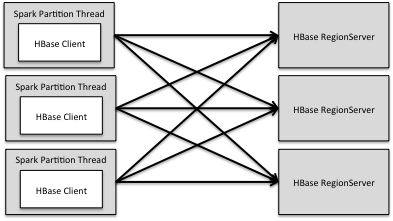 Spark Partition Thread
HBase Client
HBase RegionServer
Spark Partition Thread
HBase Client
HBase RegionServer
Spark Partition Thread
HBase Client
HBase RegionServer